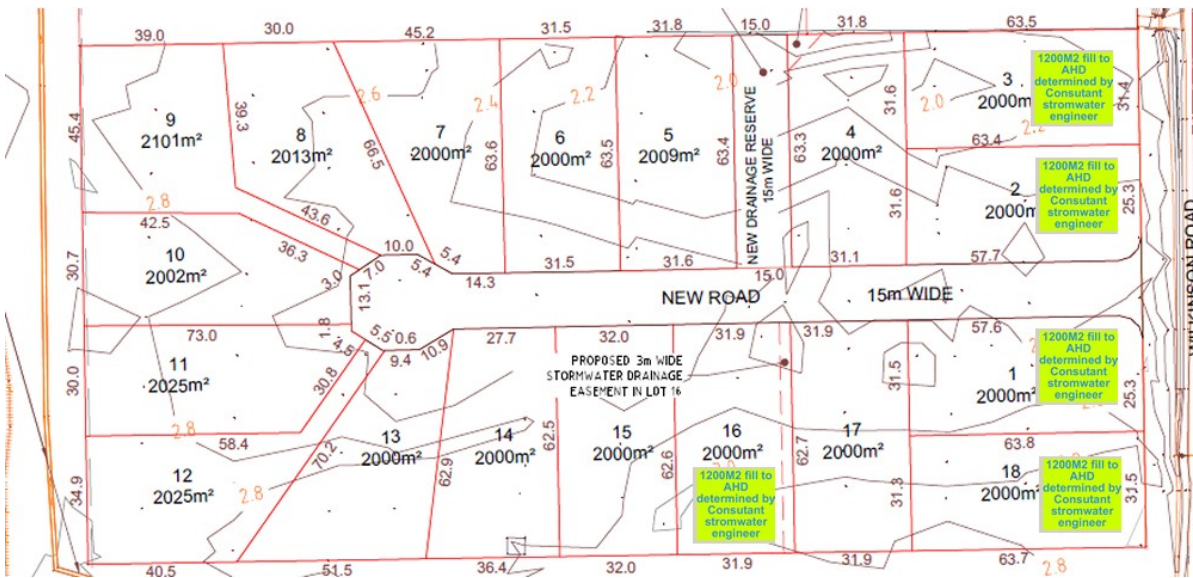 39.0
30.0
45.2
31.5
31.8
15.0
31.8
63.5
9
2101m²
45.4
39.3
8
2013m²
2.6
66.5
7
2000m²
2.4
63.6
6
2000m²
2.2
63.5
5
2009m²
2.0
63.4
NEW DRAINAGE RESERVE
15m WIDE
63.3
4
2000m²
31.6
2.0
3
2000m
31.4
1200M2 fill to
AHD
determined by
Consutant
stromwater
engineer
63.4
2
2000m
31.6
25.3
1200M2 fill to
AHD
determined by
Consutant
stromwater
engineer
2.8
42.5
43.6
36.3
10
2002m²
30.7
3.0
7.0
10.0
5.4
5.4
14.3
31.5
31.6
15.0
31.1
57.7
13.1
NEW ROAD
15m WIDE
WILKINSON ROAD
73.0
1.8
4.5
5.5
0.6
9.4
10.9
27.7
32.0
31.9
31.9
57.6
PROPOSED 3m WIDE
STORMWATER DRAINAGE
EASEMENT IN LOT 16
11
2025m²
30.0
30.8
31.5
1
2000m²
25.3
1200M2 fill to
AHD
determined by
Consutant
stromwater
engineer
2.8
58.4
70.2
13
2000m²
62.9
14
2000m²
62.5
15
2000m²
62.6
16
2000m²
62.7
17
2000m²
63.8
12
2025m²
34.9
2.8
1200M2 fill to
AHD
determined by
Consutant
stromwater
engineer
31.3
18
2000m
31.5
1200M2 fill to
AHD
determined by
Consutant
stromwater
engineer
40.5
51.5
36.4
32.0
31.9
31.9
63.7
2.8